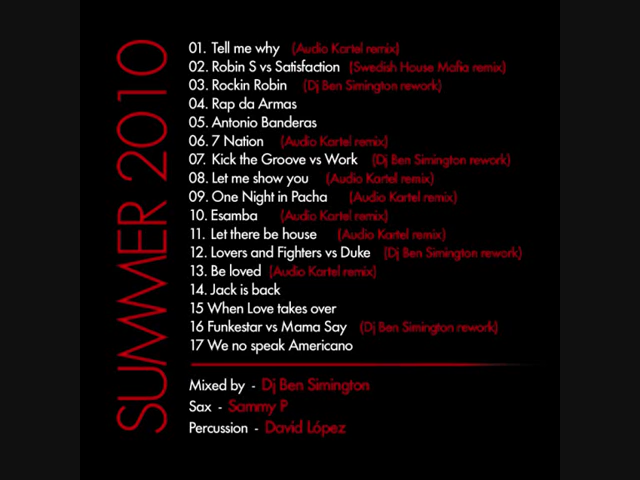 SUMMER 2010
01. Tell me why (Audio Kartel remix)
02. Robin S vs Satisfaction (Swedish House Mafia remix)
03. Rockin Robin (Dj Ben Simington rework)
04. Rap da Armas
05. Antonio Banderas
06. 7 Nation (Audio Kartel remix)
07. Kick the Groove vs Work (Dj Ben Simington rework)
08. Let me show you (Audio Kartel remix)
09. One Night in Pacha (Audio Kartel remix)
10. Esamba (Audio Kartel remix)
11. Let there be house (Audio Kartel remix)
12. Lovers and Fighters vs Duke (Dj Ben Simington rework)
13. Be loved (Audio Kartel remix)
14. Jack is back
15 When Love takes over
16 Funkestar vs Mama Say (Dj Ben Simington rework)
17 We no speak Americano
Mixed by - Dj Ben Simington
Sax - Sammy P
Percussion - David López